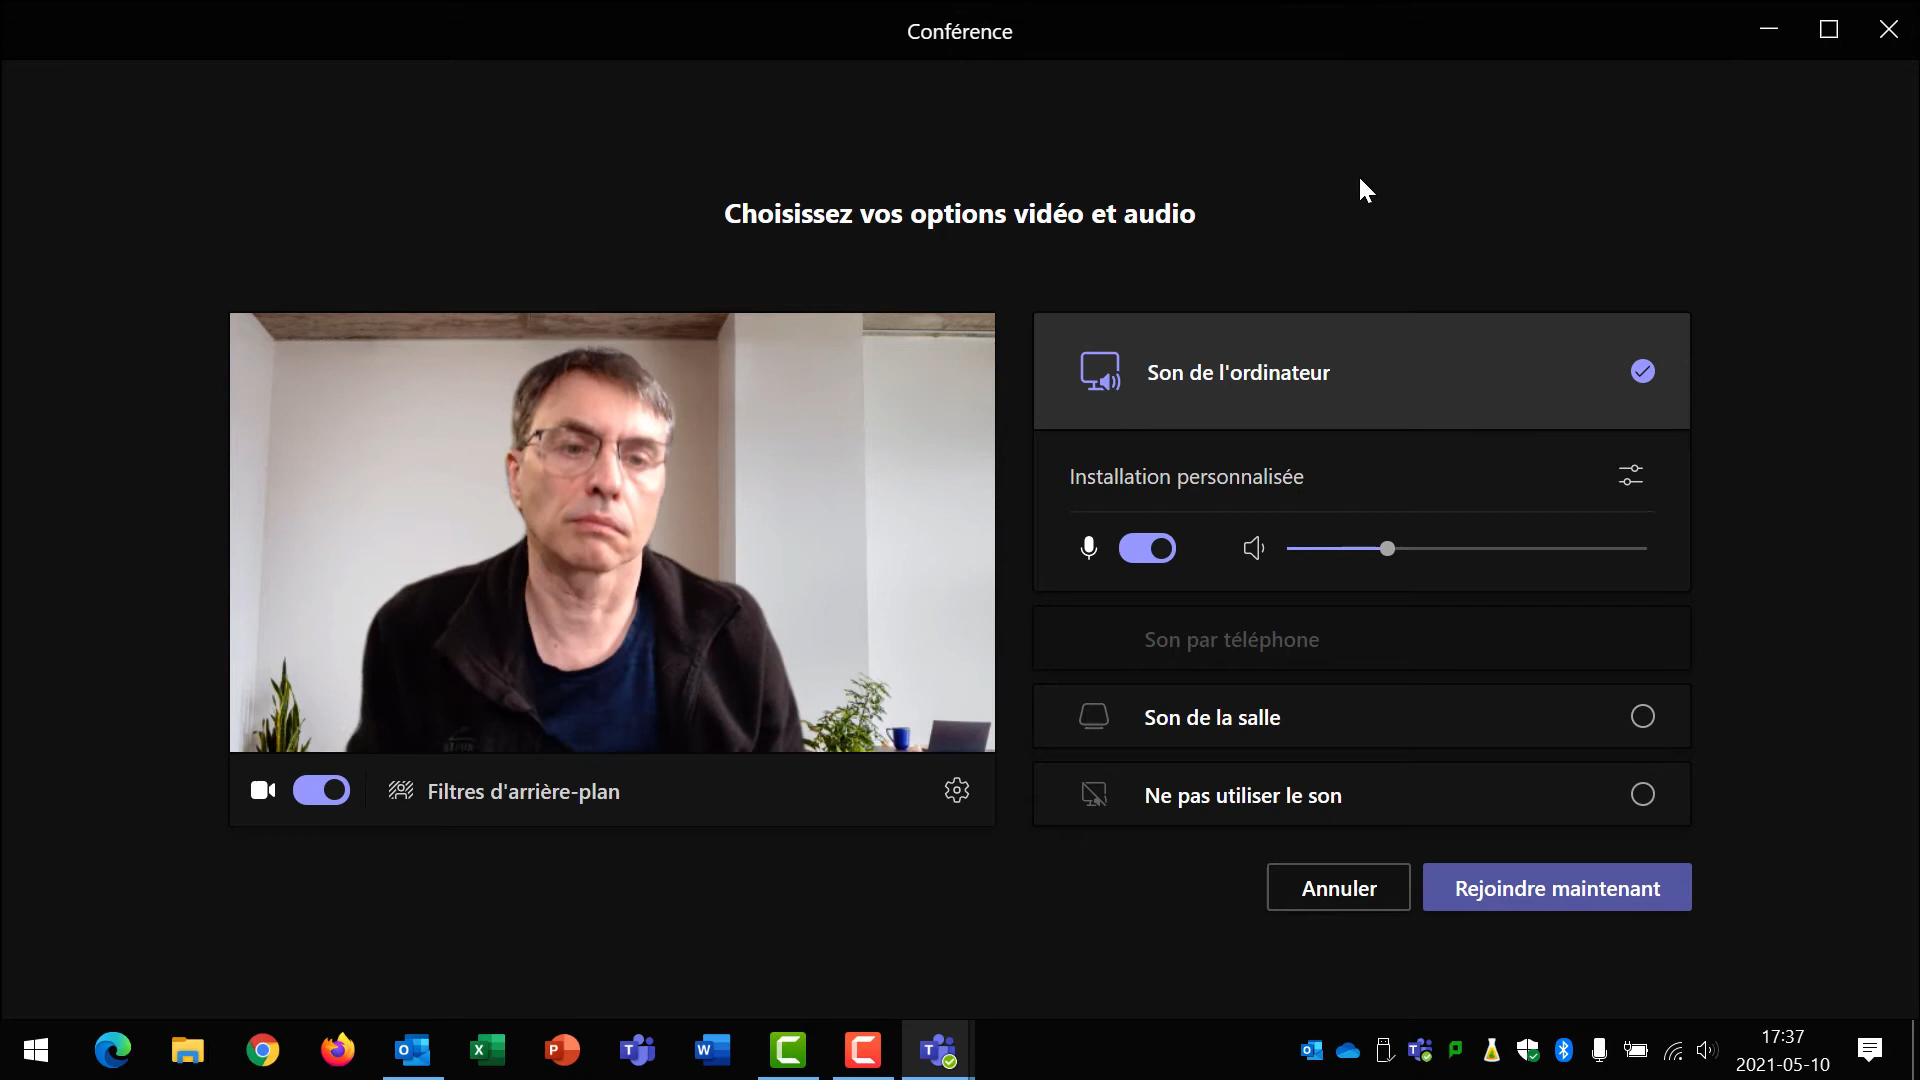 Conférence
Choisissez vos options vidéo et audio
Son de l'ordinateur
Installation personnalisée
Son par téléphone
Son de la salle
Filtres d'arrière-plan
Ne pas utiliser le son
Annuler
Rejoindre maintenant
17:37
2021-05-10